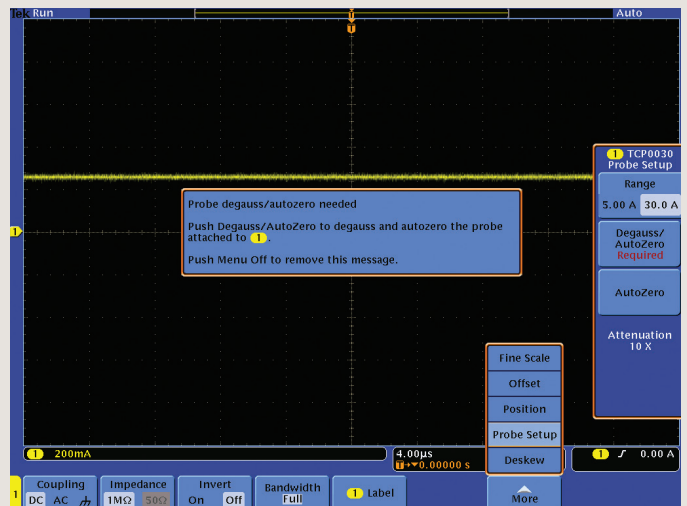 Tek Run
Auto
1 TCP0030
Probe Setup
Range
5.00 A 30.0 A
Probe degauss/autozero needed
Push Degauss/AutoZero to degauss and autozero the probe
attached to 1.
Push Menu Off to remove this message.
1
Degauss/
AutoZero
Required
AutoZero
Attenuation
10 X
Fine Scale
Offset
Position
Probe Setup
Deskew
1 200mA
4.00µs
T→▼0.00000 s
1 0.00 A
1
Coupling
DC AC
Impedance
1MΩ 50Ω
Invert
On Off
Bandwidth
Full
1 Label
More